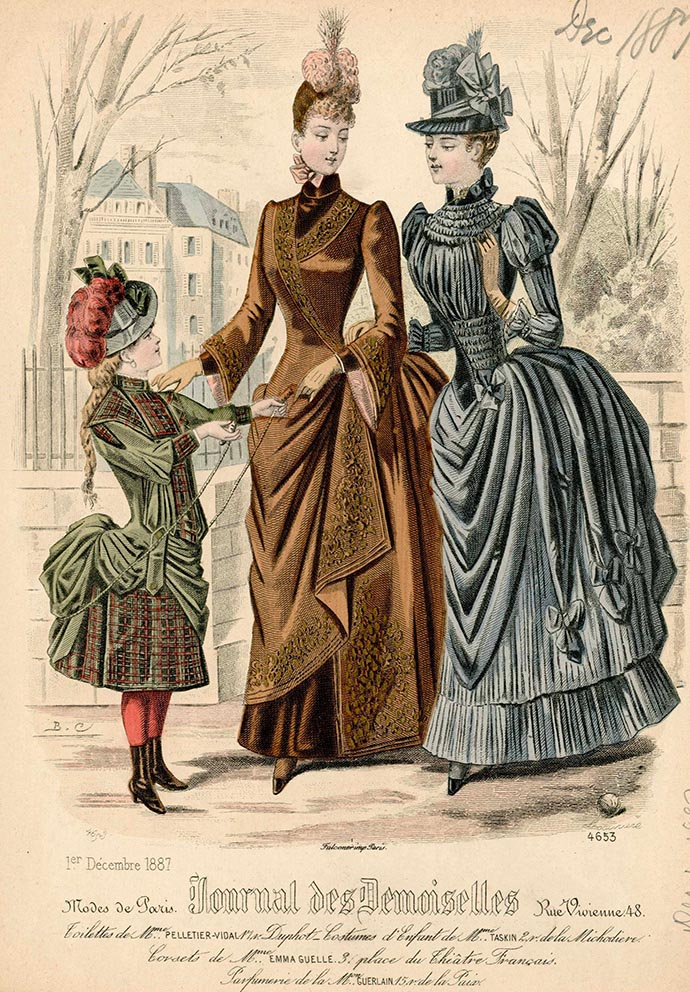 Dec 1887
B. C
4653
Falconer imp. Paris.
4653
1er Décembre 1887
Modes de Paris. Journal des Demoiselles Rue Vivienne 48.
Toilettes de Mme PELLETIER-VIDAL 17, r. Duphot _ Costumes d'Enfant de Mme TASKIN 2, r. de la Michodière
Corsets de Mme EMMA GUELLE. 3, place du Théâtre Français.
Parfumerie de la Mon GUERLAIN 15, r. de la Paix